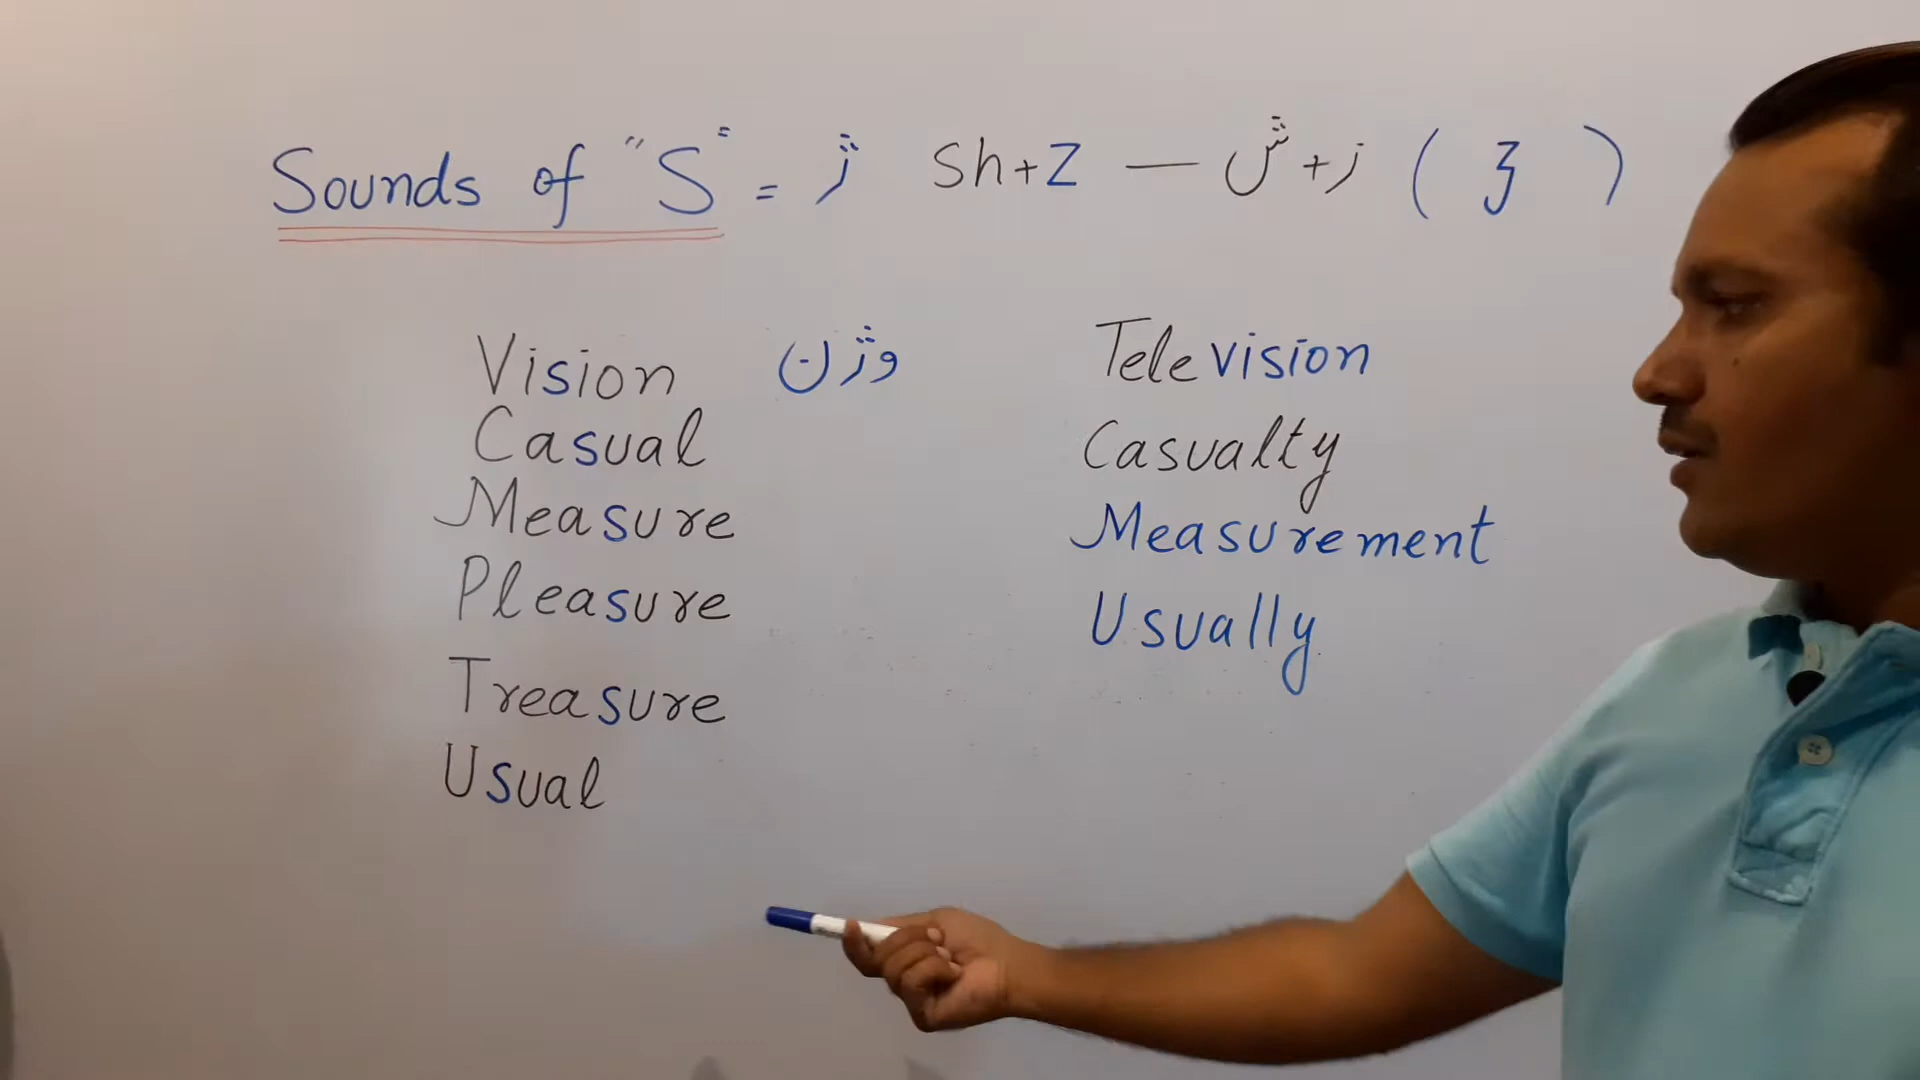 Sounds of "S" = ژ Sh+Z — ش + ز ( ʒ )
Vision وژن
Casual
Measure
Pleasure
Treasure
Usual
Television
Casualty
Measurement
Usually